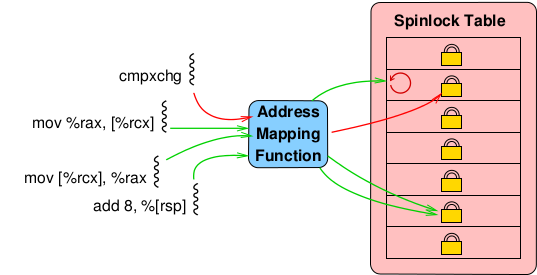 Spinlock Table
cmpxchg
mov %rax, [%rcx]
mov [%rcx], %rax
add 8, %[rsp]
Address
Mapping
Function